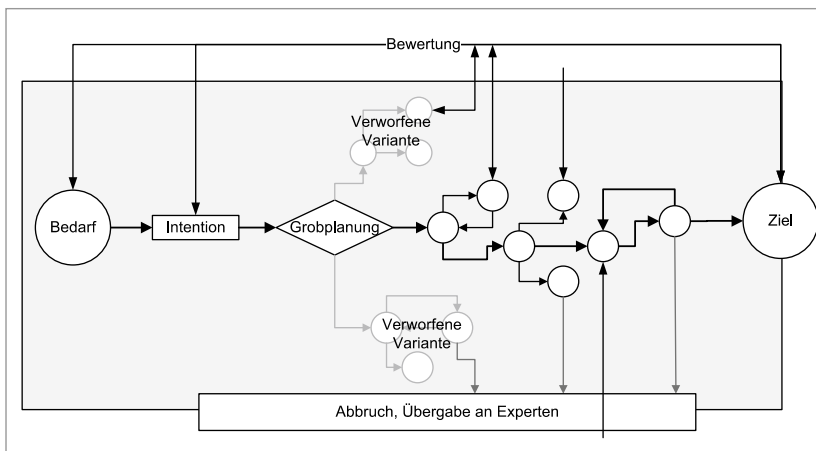 Bewertung
Verworfene
Variante
Bedarf
Intention
Grobplanung
Ziel
Verworfene
Variante
Abbruch, Übergabe an Experten